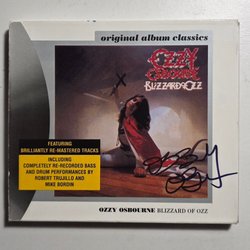 original album classics
OZZY
OSBOURNE
BLIZZARD OF OZZ
FEATURING
BRILLIANTLY RE-MASTERED TRACKS
INCLUDING
COMPLETELY RE-RECORDED BASS
AND DRUM PERFORMANCES BY
ROBERT TRUJILLO AND
MIKE BORDIN
OZZY OSBOURNE BLIZZARD OF OZZ